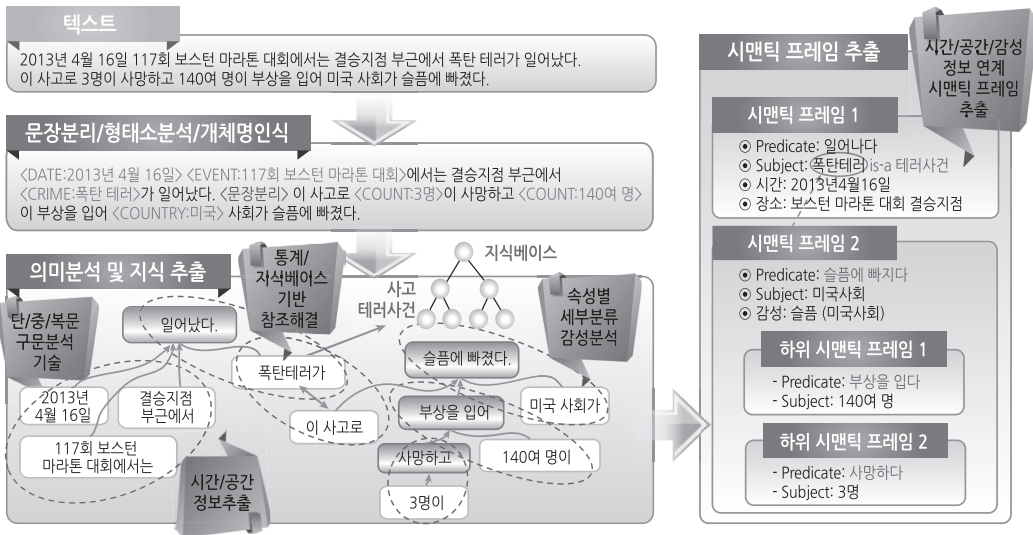 텍스트
2013년 4월 16일 117회 보스턴 마라톤 대회에서는 결승지점 부근에서 폭탄 테러가 일어났다.
이 사고로 3명이 사망하고 140여 명이 부상을 입어 미국 사회가 슬픔에 빠졌다.
문장분리/형태소분석/개체명인식
<DATE:2013년 4월 16일> <EVENT:117회 보스턴 마라톤 대회>에서는 결승지점 부근에서
<CRIME:폭탄 테러>가 일어났다. <문장분리> 이 사고로 <COUNT:3명>이 사망하고 <COUNT:140여 명>
이 부상을 입어 <COUNTRY:미국> 사회가 슬픔에 빠졌다.
의미분석 및 지식 추출
단/중/복문
구문분석
기술
일어났다.
2013년
4월 16일
결승지점
부근에서
117회 보스턴
마라톤 대회에서는
시간/공간
정보추출
통계/
지식베이스
기반
참조해결
폭탄테러가
이 사고로
지식베이스
사고
테러사건
속성별
세부분류
감성분석
슬픔에 빠졌다.
미국 사회가
부상을 입어
140여 명이
사망하고
3명이
시맨틱 프레임 추출
시간/공간/감성
정보 연계
시맨틱 프레임
추출
시맨틱 프레임 1
⦿ Predicate: 일어나다
⦿ Subject: 폭탄테러 is-a 테러사건
⦿ 시간: 2013년4월16일
⦿ 장소: 보스턴 마라톤 대회 결승지점
시맨틱 프레임 2
⦿ Predicate: 슬픔에 빠지다
⦿ Subject: 미국사회
⦿ 감성: 슬픔 (미국사회)
하위 시맨틱 프레임 1
- Predicate: 부상을 입다
- Subject: 140여 명
하위 시맨틱 프레임 2
- Predicate: 사망하다
- Subject: 3명